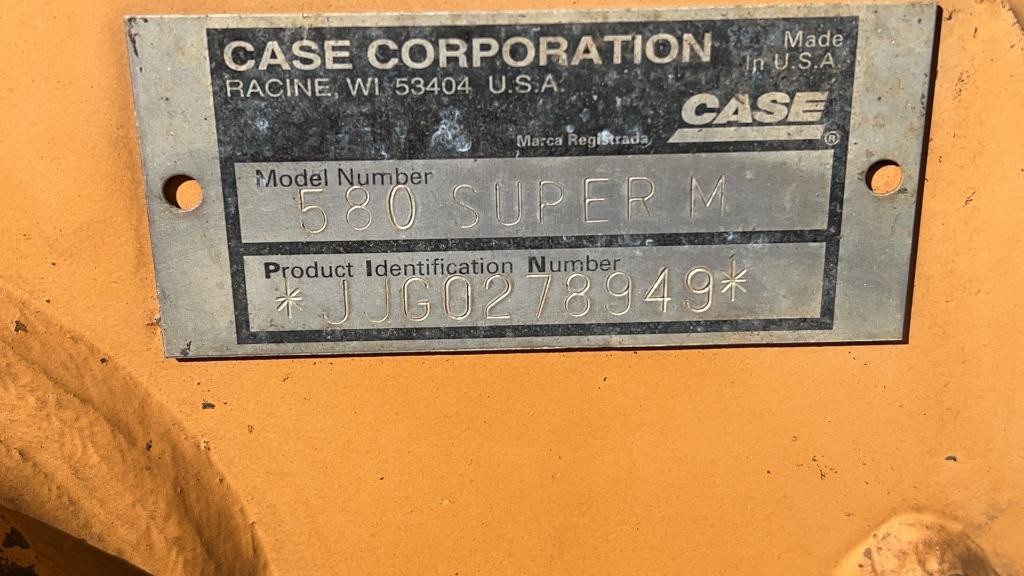 CASE CORPORATION
Made
In U.S.A.
RACINE, WI 53404 U.S.A.
CASE
®
Marca Registrada
Model Number
580 SUPER M
Product Identification Number
*JJG0278949*